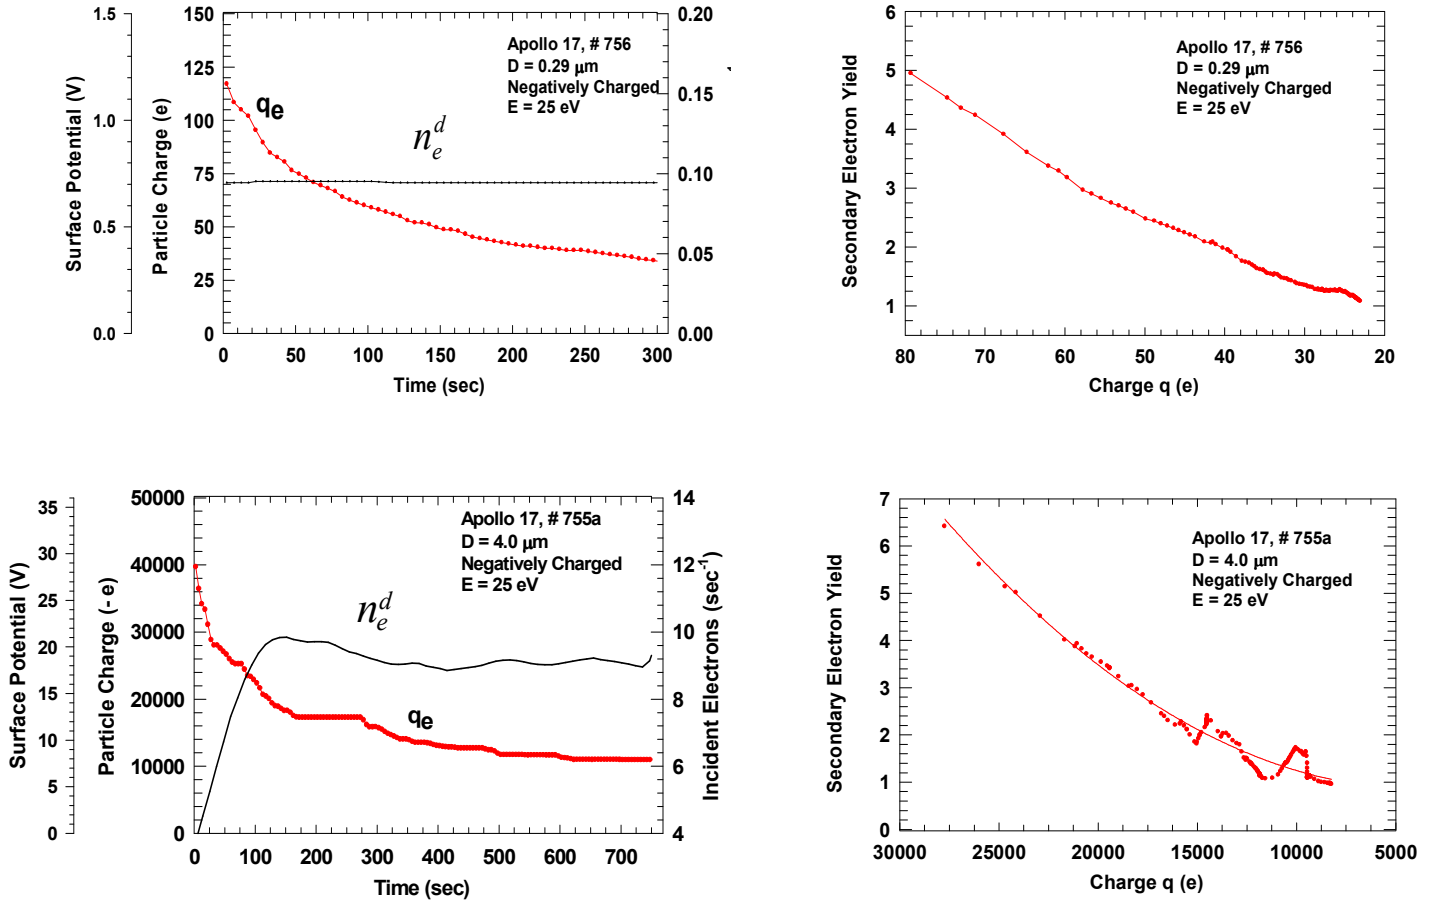 1.5
1.0
0.5
0.0
Surface Potential (V)
150
125
100
75
50
25
0
Particle Charge (e)
Apollo 17, # 756
D = 0.29 μm
Negatively Charged
E = 25 eV
qe
n_e^d
0.20
0.15
0.10
0.05
0.00
0 50 100 150 200 250 300
Time (sec)
6
5
4
3
2
1
Secondary Electron Yield
Apollo 17, # 756
D = 0.29 μm
Negatively Charged
E = 25 eV
80 70 60 50 40 30 20
Charge q (e)
35
30
25
20
15
10
5
0
Surface Potential (V)
50000
40000
30000
20000
10000
0
Particle Charge (- e)
Apollo 17, # 755a
D = 4.0 μm
Negatively Charged
E = 25 eV
n_e^d
qe
14
12
10
8
6
4
Incident Electrons (sec-1)
0 100 200 300 400 500 600 700
Time (sec)
7
6
5
4
3
2
1
0
Secondary Electron Yield
Apollo 17, # 755a
D = 4.0 μm
Negatively Charged
E = 25 eV
30000 25000 20000 15000 10000 5000
Charge q (e)